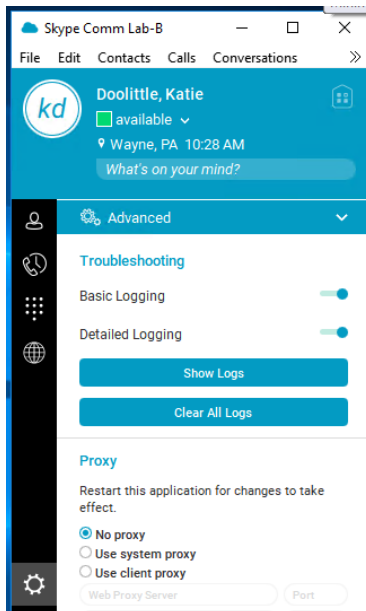 Skype Comm Lab-B
File Edit Contacts Calls Conversations
kd
Doolittle, Katie
available
Wayne, PA 10:28 AM
What's on your mind?
Advanced
Troubleshooting
Basic Logging
Detailed Logging
Show Logs
Clear All Logs
Proxy
Restart this application for changes to take
effect.
No proxy
Use system proxy
Use client proxy
Web Proxy Server Port